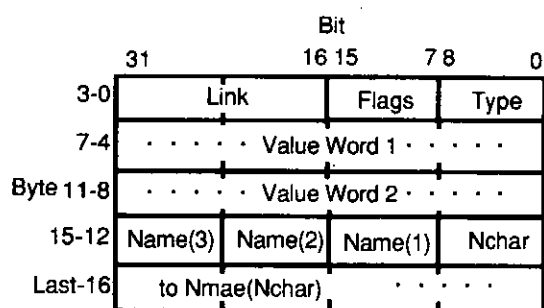 Bit
31 16 15 7 8 0
3-0 Link Flags Type
7-4 · · · · · Value Word 1 · · · · ·
Byte 11-8 · · · · · Value Word 2 · · · · ·
15-12 Name(3) Name(2) Name(1) Nchar
Last-16 to Nmae(Nchar) · · · · ·